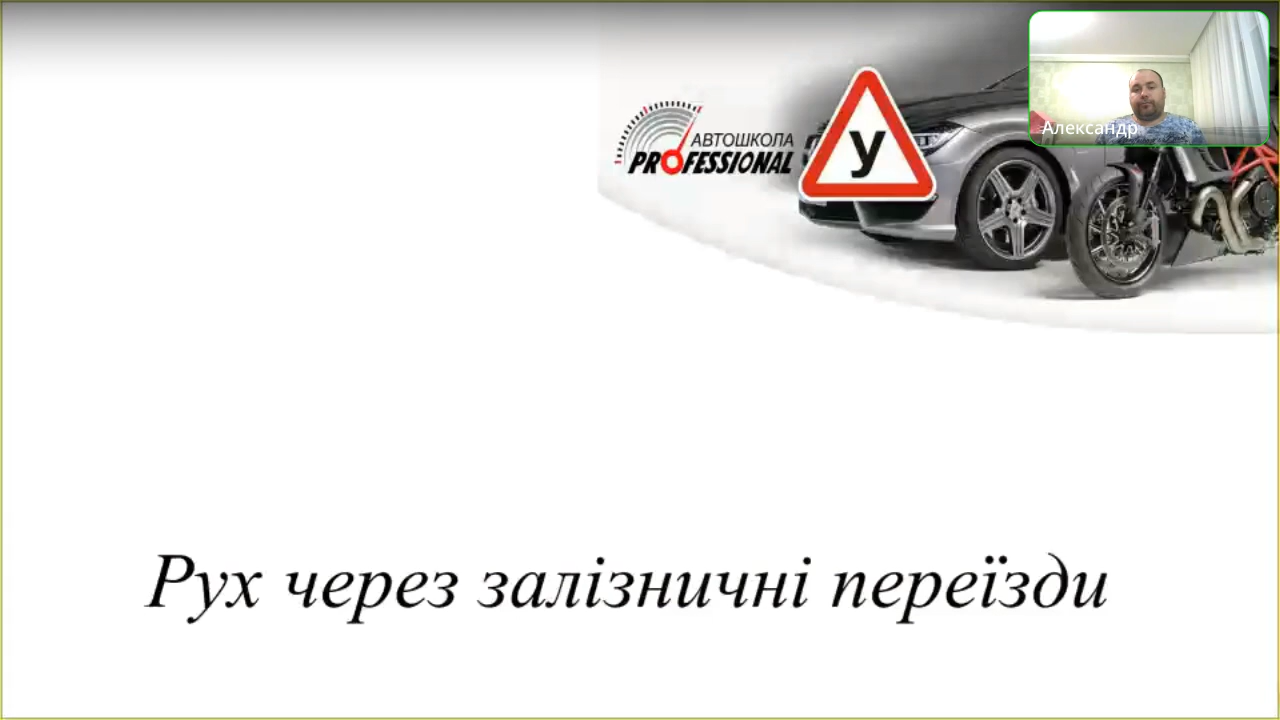 АВТОШКОЛА
PROFESSIONAL
У
Александр
Рух через залізничні переїзди